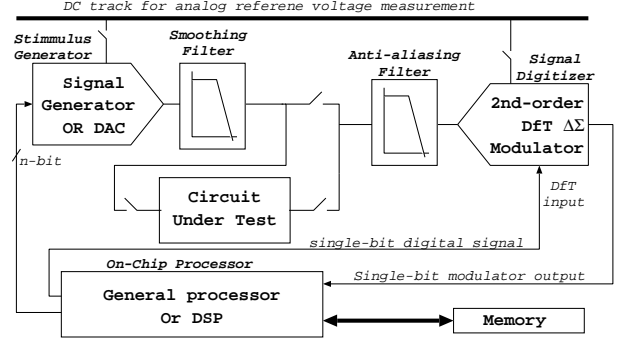 DC track for analog referene voltage measurement
Stimmulus
Generator
Smoothing
Filter
Anti-aliasing
Filter
Signal
Digitizer
Signal
Generator
OR DAC
2nd-order
DfT ΔΣ
Modulator
n-bit
Circuit
Under Test
DfT
input
single-bit digital signal
On-Chip Processor
Single-bit modulator output
General processor
Or DSP
Memory